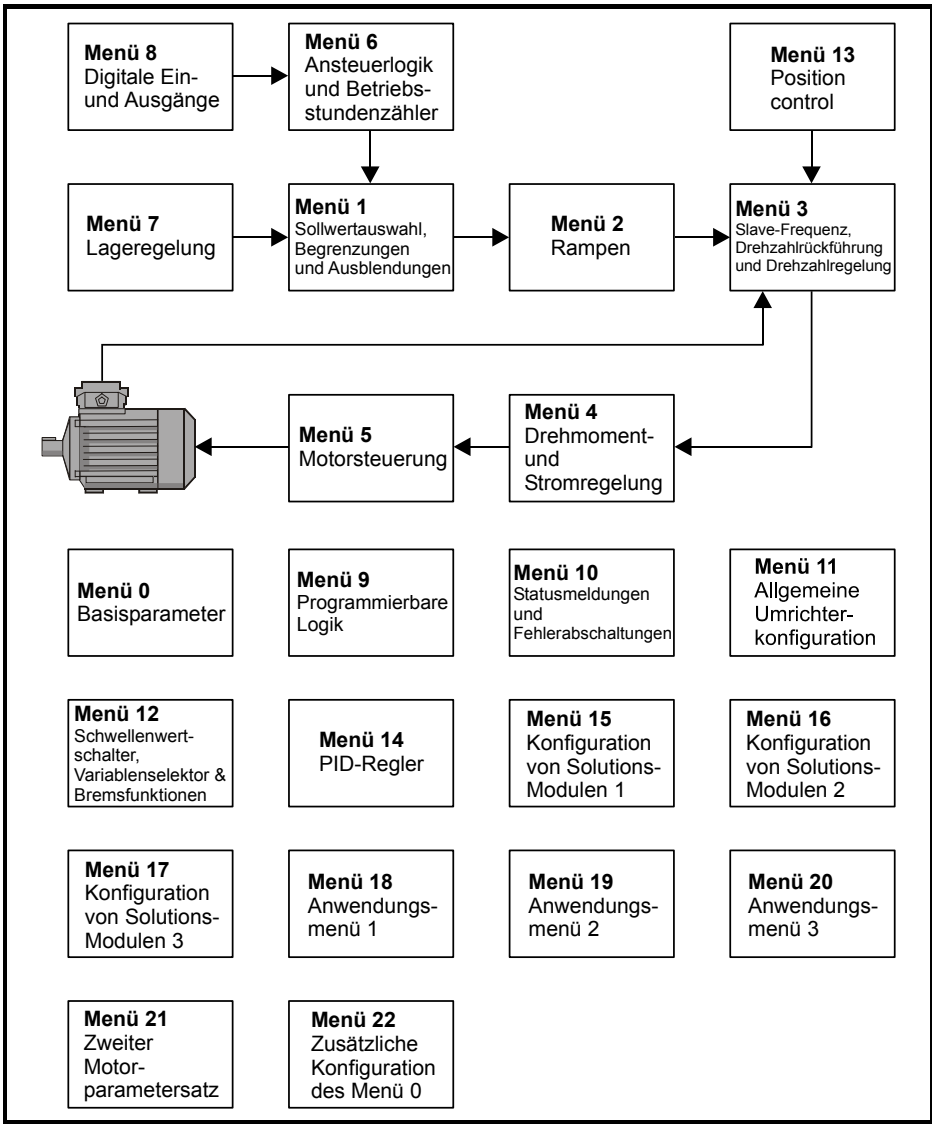 Menü 8
Digitale Ein-
und Ausgänge
Menü 6
Ansteuerlogik
und Betriebs-
stundenzähler
Menü 13
Position
control
Menü 7
Lageregelung
Menü 1
Sollwertauswahl,
Begrenzungen
und Ausblendungen
Menü 2
Rampen
Menü 3
Slave-Frequenz,
Drehzahlrückführung
und Drehzahlregelung
Menü 5
Motorsteuerung
Menü 4
Drehmoment-
und
Stromregelung
Menü 0
Basisparameter
Menü 9
Programmierbare
Logik
Menü 10
Statusmeldungen
und
Fehlerabschaltungen
Menü 11
Allgemeine
Umrichter-
konfiguration
Menü 12
Schwellenwert-
schalter,
Variablenselektor &
Bremsfunktionen
Menü 14
PID-Regler
Menü 15
Konfiguration
von Solutions-
Modulen 1
Menü 16
Konfiguration
von Solutions-
Modulen 2
Menü 17
Konfiguration
von Solutions-
Modulen 3
Menü 18
Anwendungs-
menü 1
Menü 19
Anwendungs-
menü 2
Menü 20
Anwendungs-
menü 3
Menü 21
Zweiter
Motor-
parametersatz
Menü 22
Zusätzliche
Konfiguration
des Menü 0